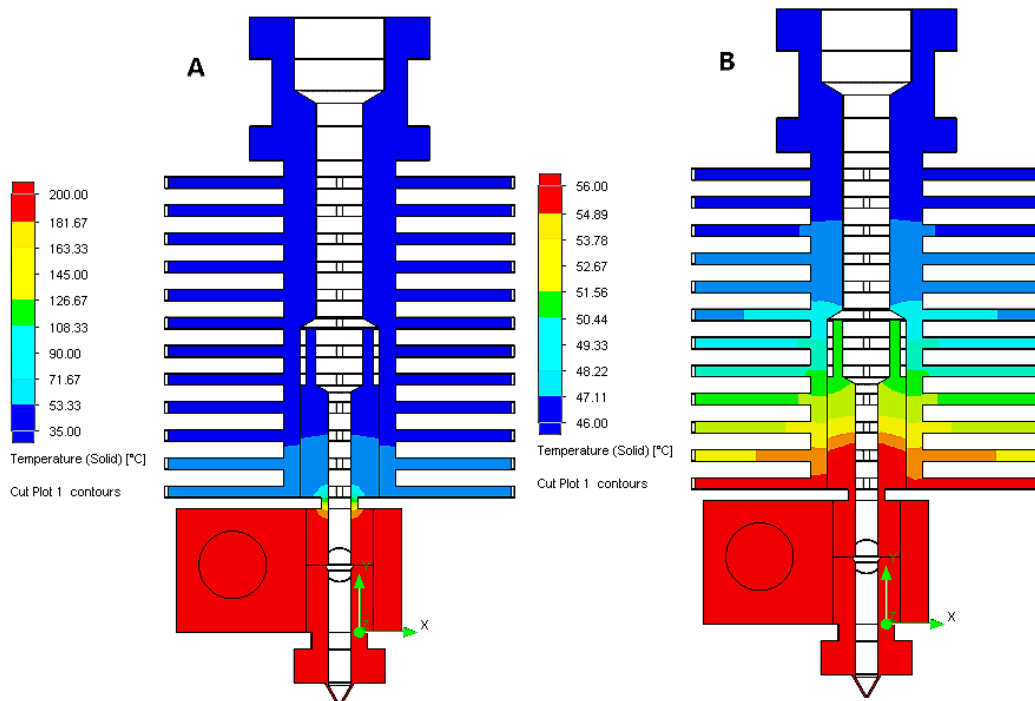 A
200.00
181.67
163.33
145.00
126.67
108.33
90.00
71.67
53.33
35.00
Temperature (Solid) [°C]
Cut Plot 1 contours
Y
Z
X
B
56.00
54.89
53.78
52.67
51.56
50.44
49.33
48.22
47.11
46.00
Temperature (Solid) [°C]
Cut Plot 1 contours
Y
Z
X